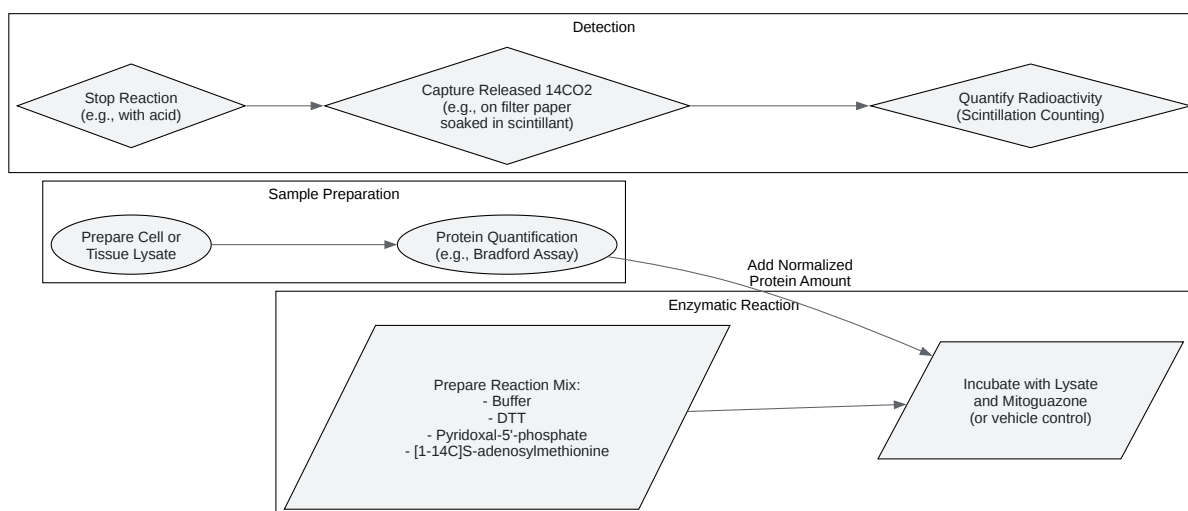 Detection
Stop Reaction
(e.g., with acid)
Capture Released 14CO2
(e.g., on filter paper
soaked in scintillant)
Quantify Radioactivity
(Scintillation Counting)
Sample Preparation
Prepare Cell or
Tissue Lysate
Protein Quantification
(e.g., Bradford Assay)
Add Normalized
Protein Amount
Enzymatic Reaction
Prepare Reaction Mix:
- Buffer
- DTT
- Pyridoxal-5'-phosphate
- [1-14C]S-adenosylmethionine
Incubate with Lysate
and Mitoguazone
(or vehicle control)